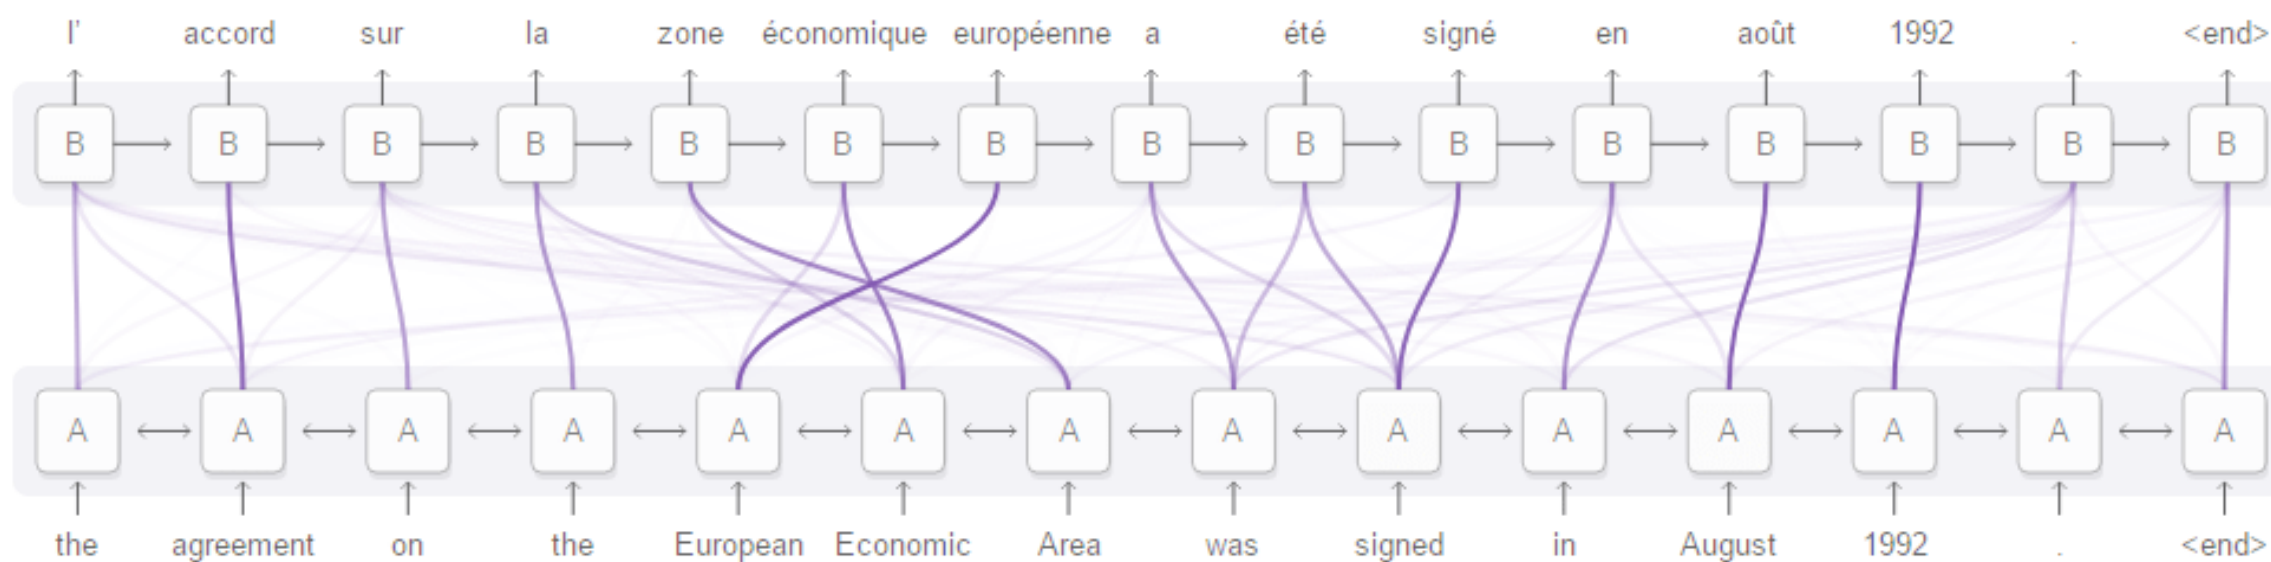 l' accord sur la zone économique européenne a été signé en août 1992 . <end>
B B B B B B B B B B B B B B B
A A A A A A A A A A A A A A
the agreement on the European Economic Area was signed in August 1992 . <end>